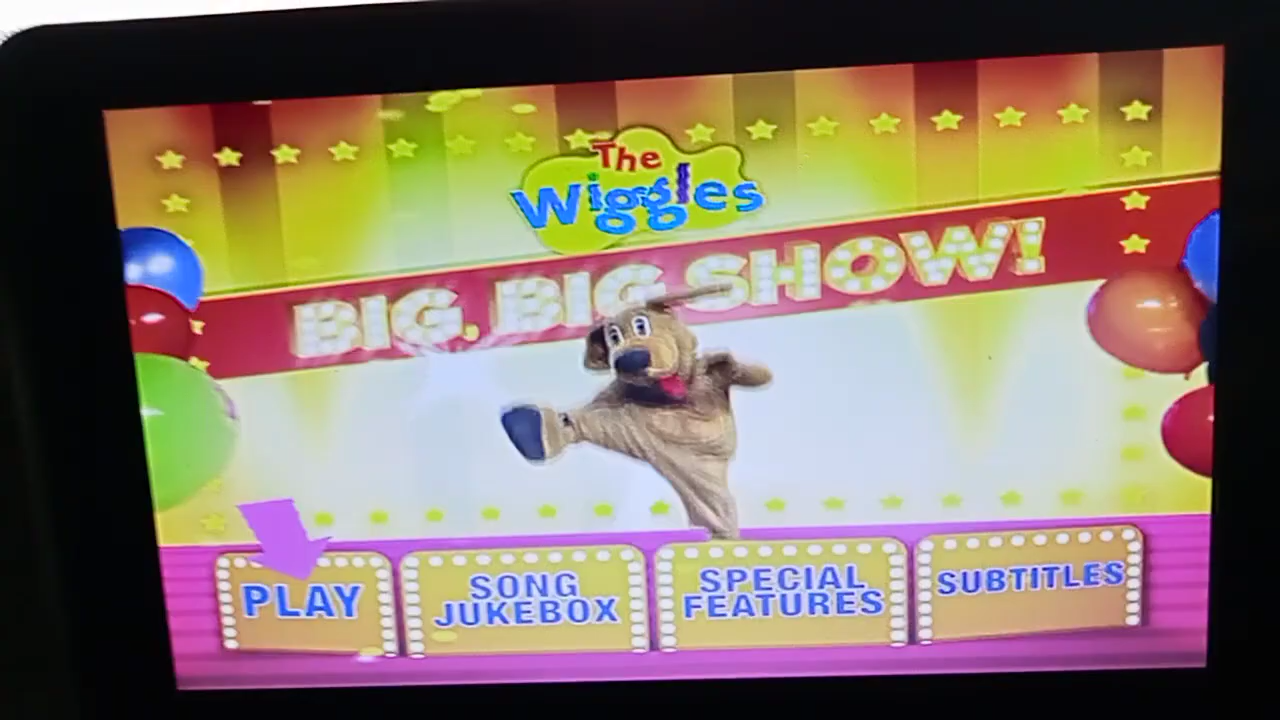 The
Wiggles
BIG, BIG SHOW!
PLAY
SONG
JUKEBOX
SPECIAL
FEATURES
SUBTITLES